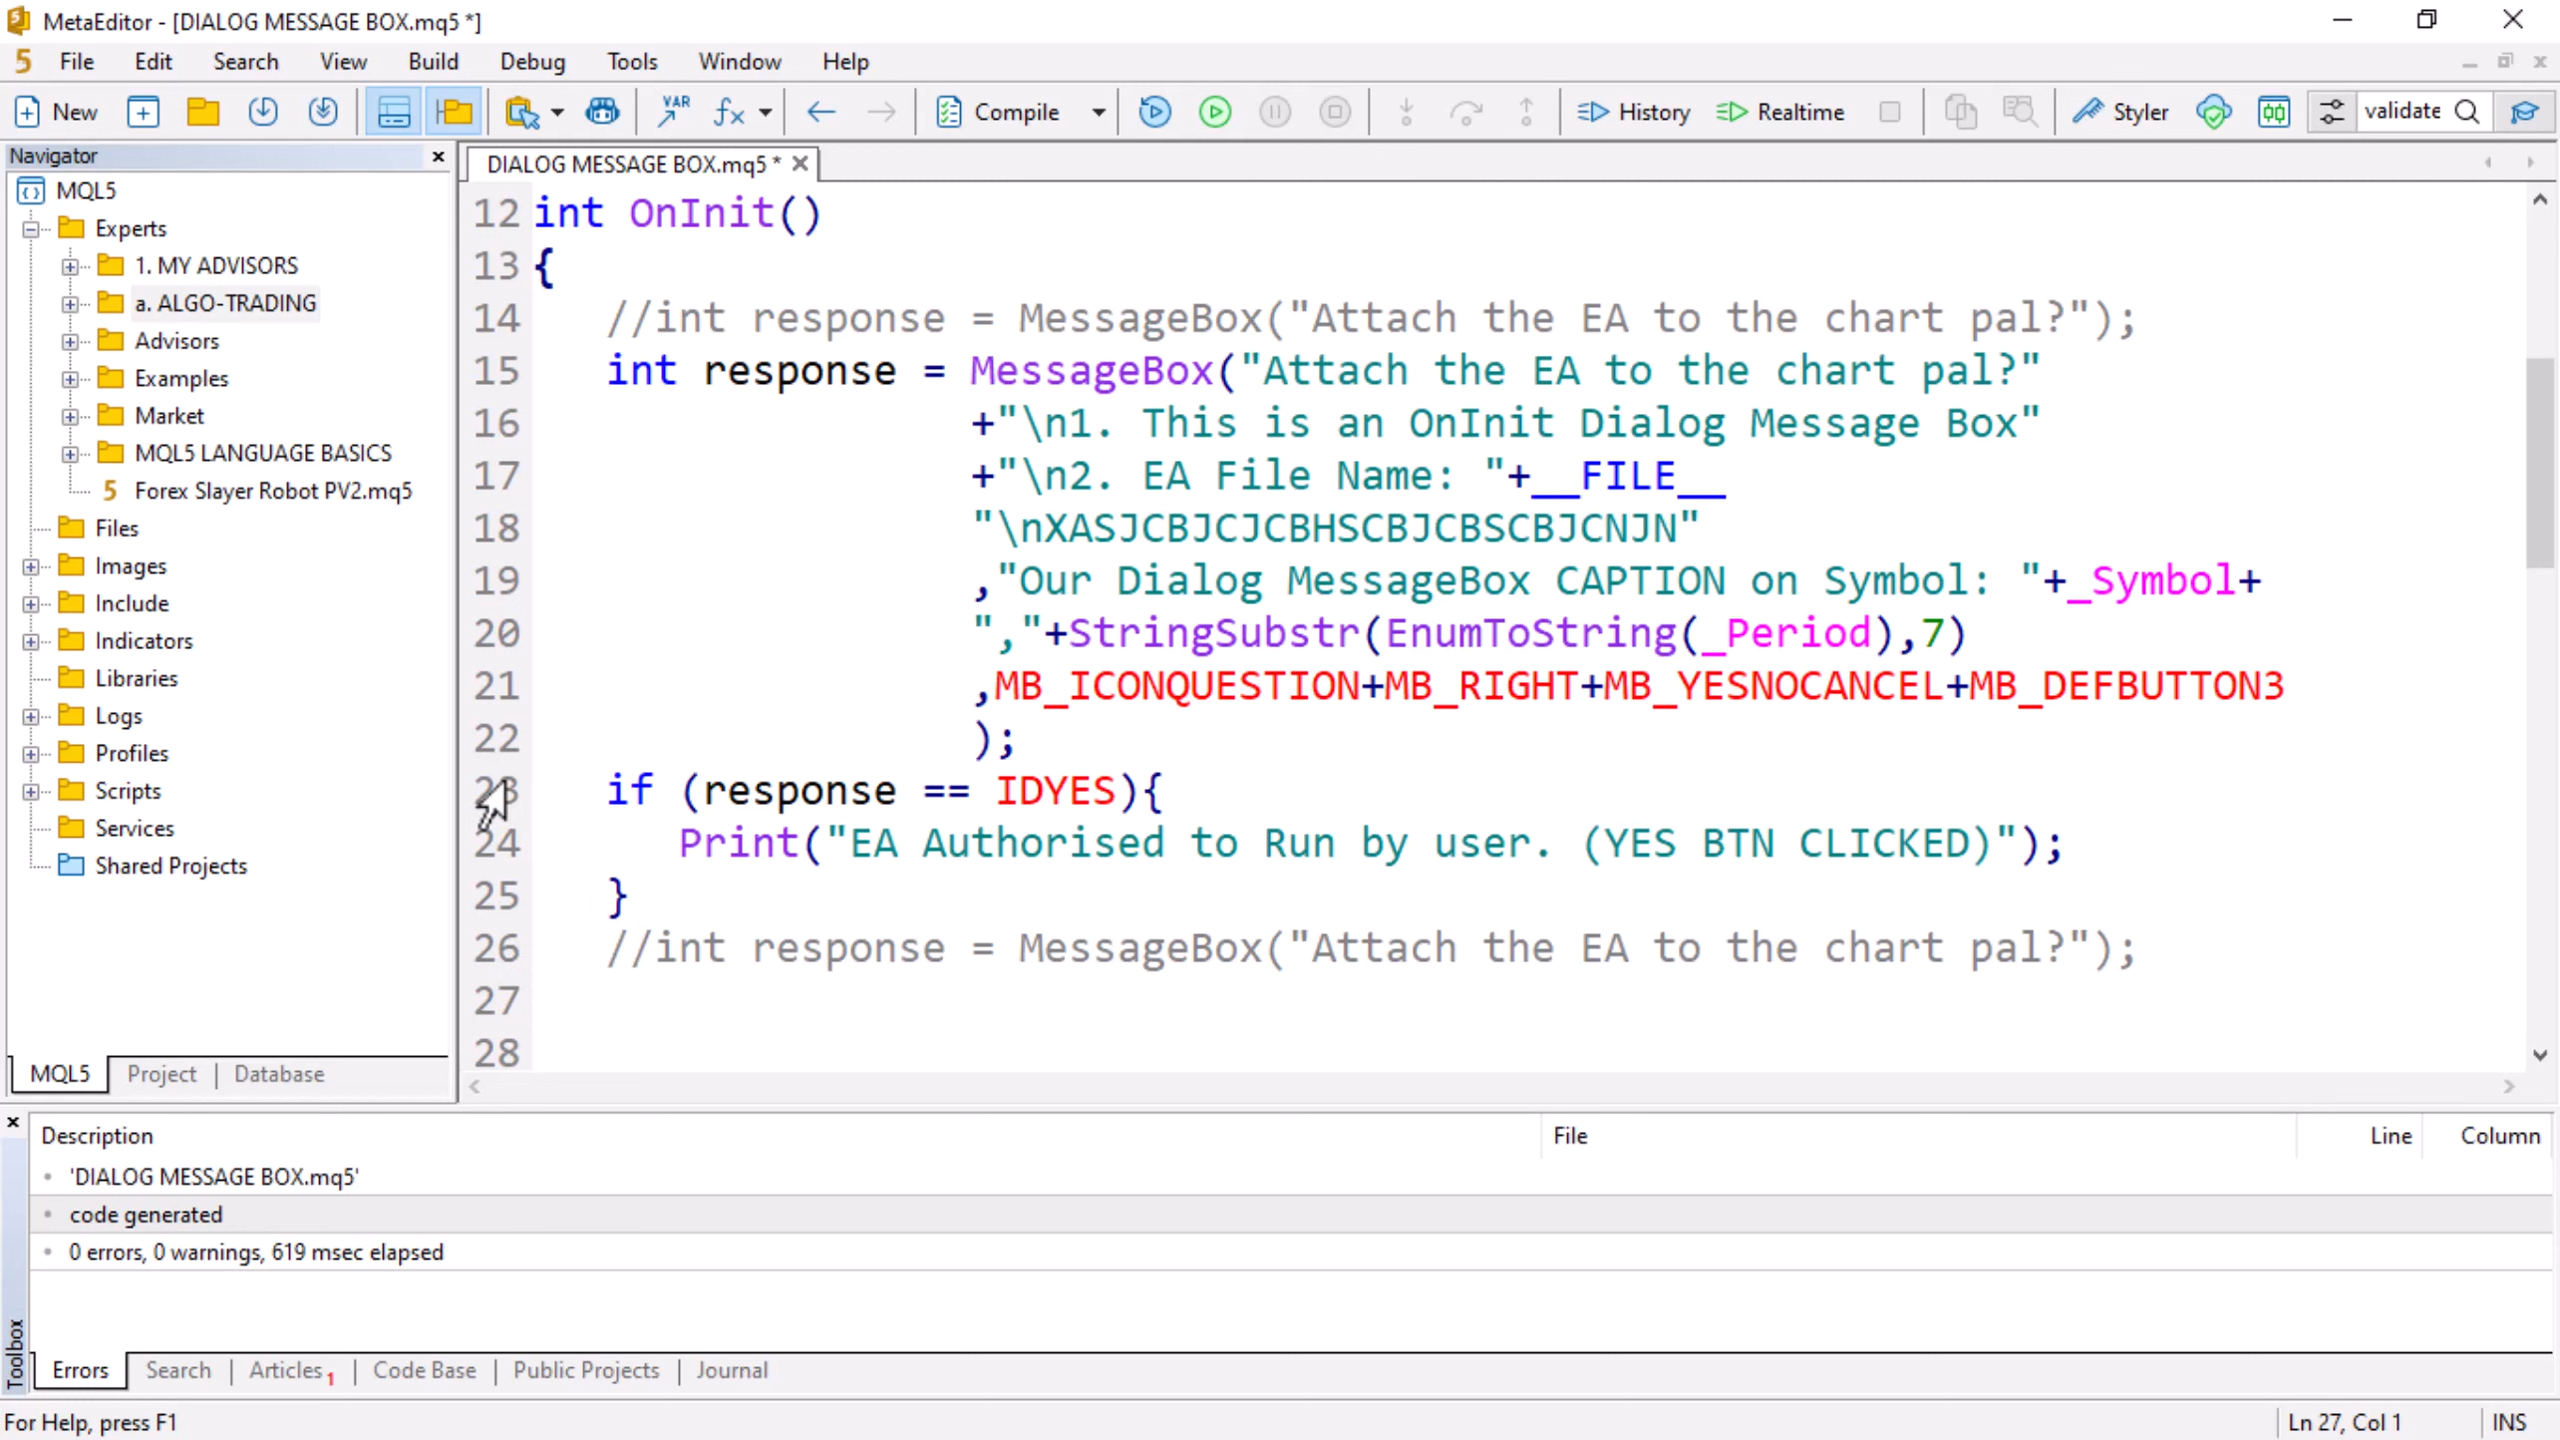 MetaEditor - [DIALOG MESSAGE BOX.mq5 *]
5 File Edit Search View Build Debug Tools Window Help
New VAR fx Compile History Realtime Styler validate
Navigator
MQL5
Experts
1. MY ADVISORS
a. ALGO-TRADING
Advisors
Examples
Market
MQL5 LANGUAGE BASICS
5 Forex Slayer Robot PV2.mq5
Files
Images
Include
Indicators
Libraries
Logs
Profiles
Scripts
Services
Shared Projects
MQL5 Project Database
DIALOG MESSAGE BOX.mq5 *
12 int OnInit()
13 {
14 //int response = MessageBox("Attach the EA to the chart pal?");
15 int response = MessageBox("Attach the EA to the chart pal?"
16 +"\n1. This is an OnInit Dialog Message Box"
17 +"\n2. EA File Name: "+__FILE__
18 "\nXASJCBJCJCBHSCBJCBSCBJCNJN"
19 ,"Our Dialog MessageBox CAPTION on Symbol: "+_Symbol+
20 ","+StringSubstr(EnumToString(_Period),7)
21 ,MB_ICONQUESTION+MB_RIGHT+MB_YESNOCANCEL+MB_DEFBUTTON3
22 );
23 if (response == IDYES){
24 Print("EA Authorised to Run by user. (YES BTN CLICKED)");
25 }
26 //int response = MessageBox("Attach the EA to the chart pal?");
27
28
Description File Line Column
'DIALOG MESSAGE BOX.mq5'
code generated
0 errors, 0 warnings, 619 msec elapsed
Toolbox
Errors Search Articles 1 Code Base Public Projects Journal
For Help, press F1 Ln 27, Col 1 INS